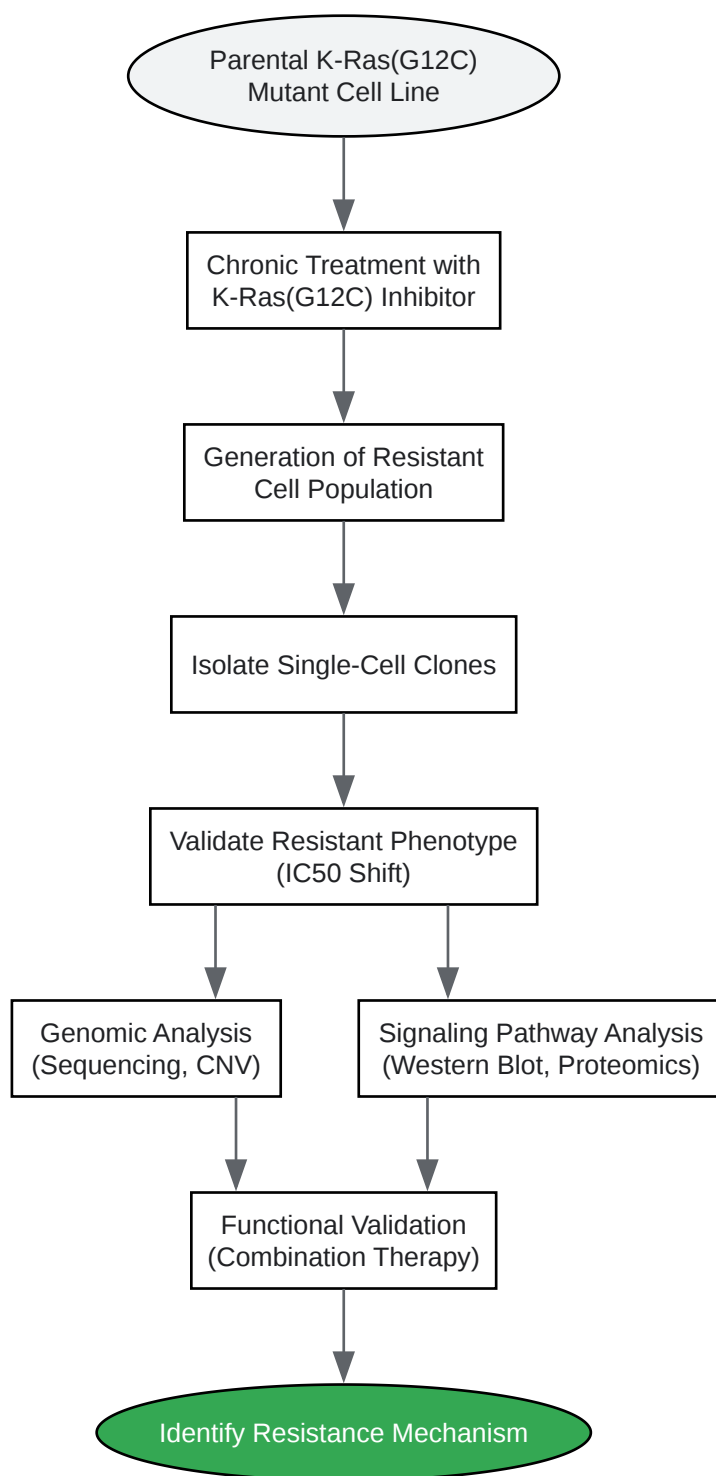 Parental K-Ras(G12C)
Mutant Cell Line
Chronic Treatment with
K-Ras(G12C) Inhibitor
Generation of Resistant
Cell Population
Isolate Single-Cell Clones
Validate Resistant Phenotype
(IC50 Shift)
Genomic Analysis
(Sequencing, CNV)
Signaling Pathway Analysis
(Western Blot, Proteomics)
Functional Validation
(Combination Therapy)
Identify Resistance Mechanism